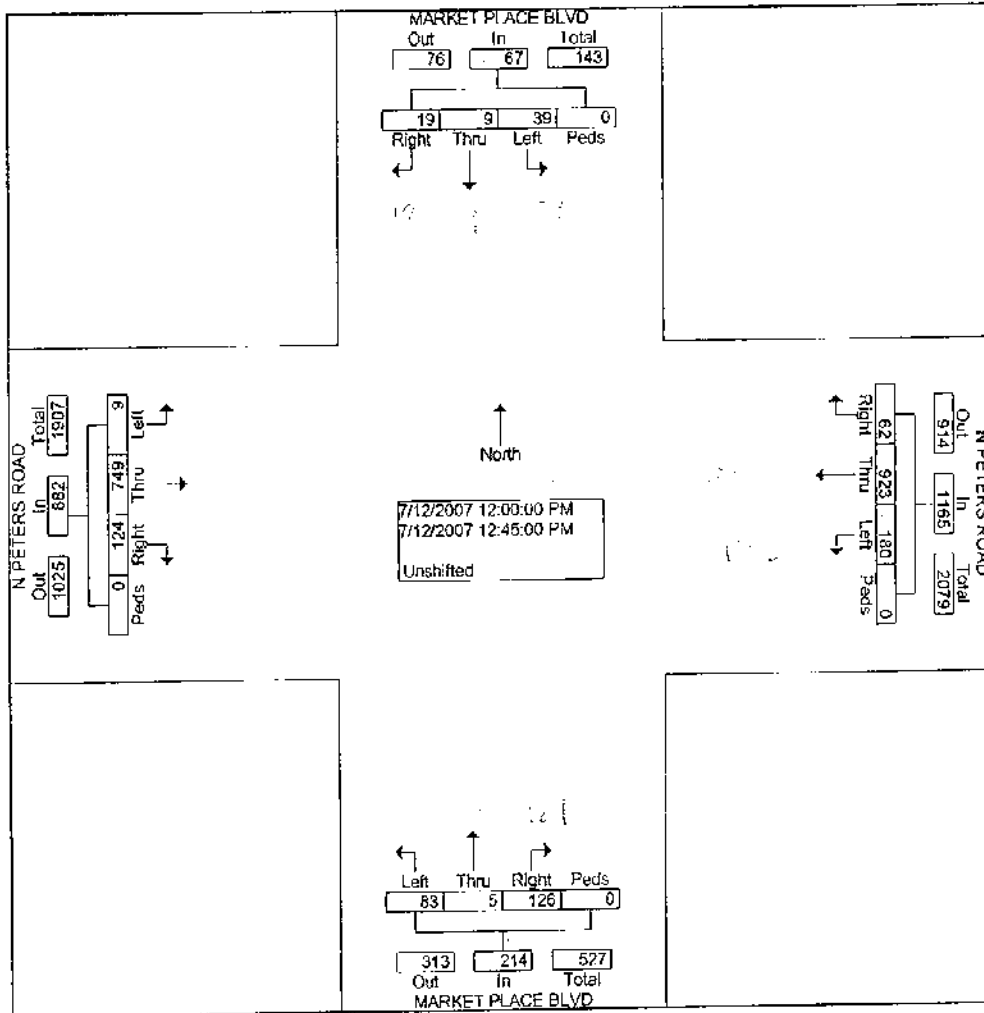 MARKET PLACE BLVD
Out In Total
76 67 143
19 9 39 0
Right Thru Left Peds
N PETERS ROAD
Total In Out
1907 882 1025
9 749 124 0
Left Thru Right Peds
North
7/12/2007 12:00:00 PM
7/12/2007 12:45:00 PM
Unshifted
Right Thru Left Peds
62 923 180 0
914 1165 2079
Out In Total
N PETERS ROAD
Left Thru Right Peds
83 5 126 0
313 214 527
Out In Total
MARKET PLACE BLVD